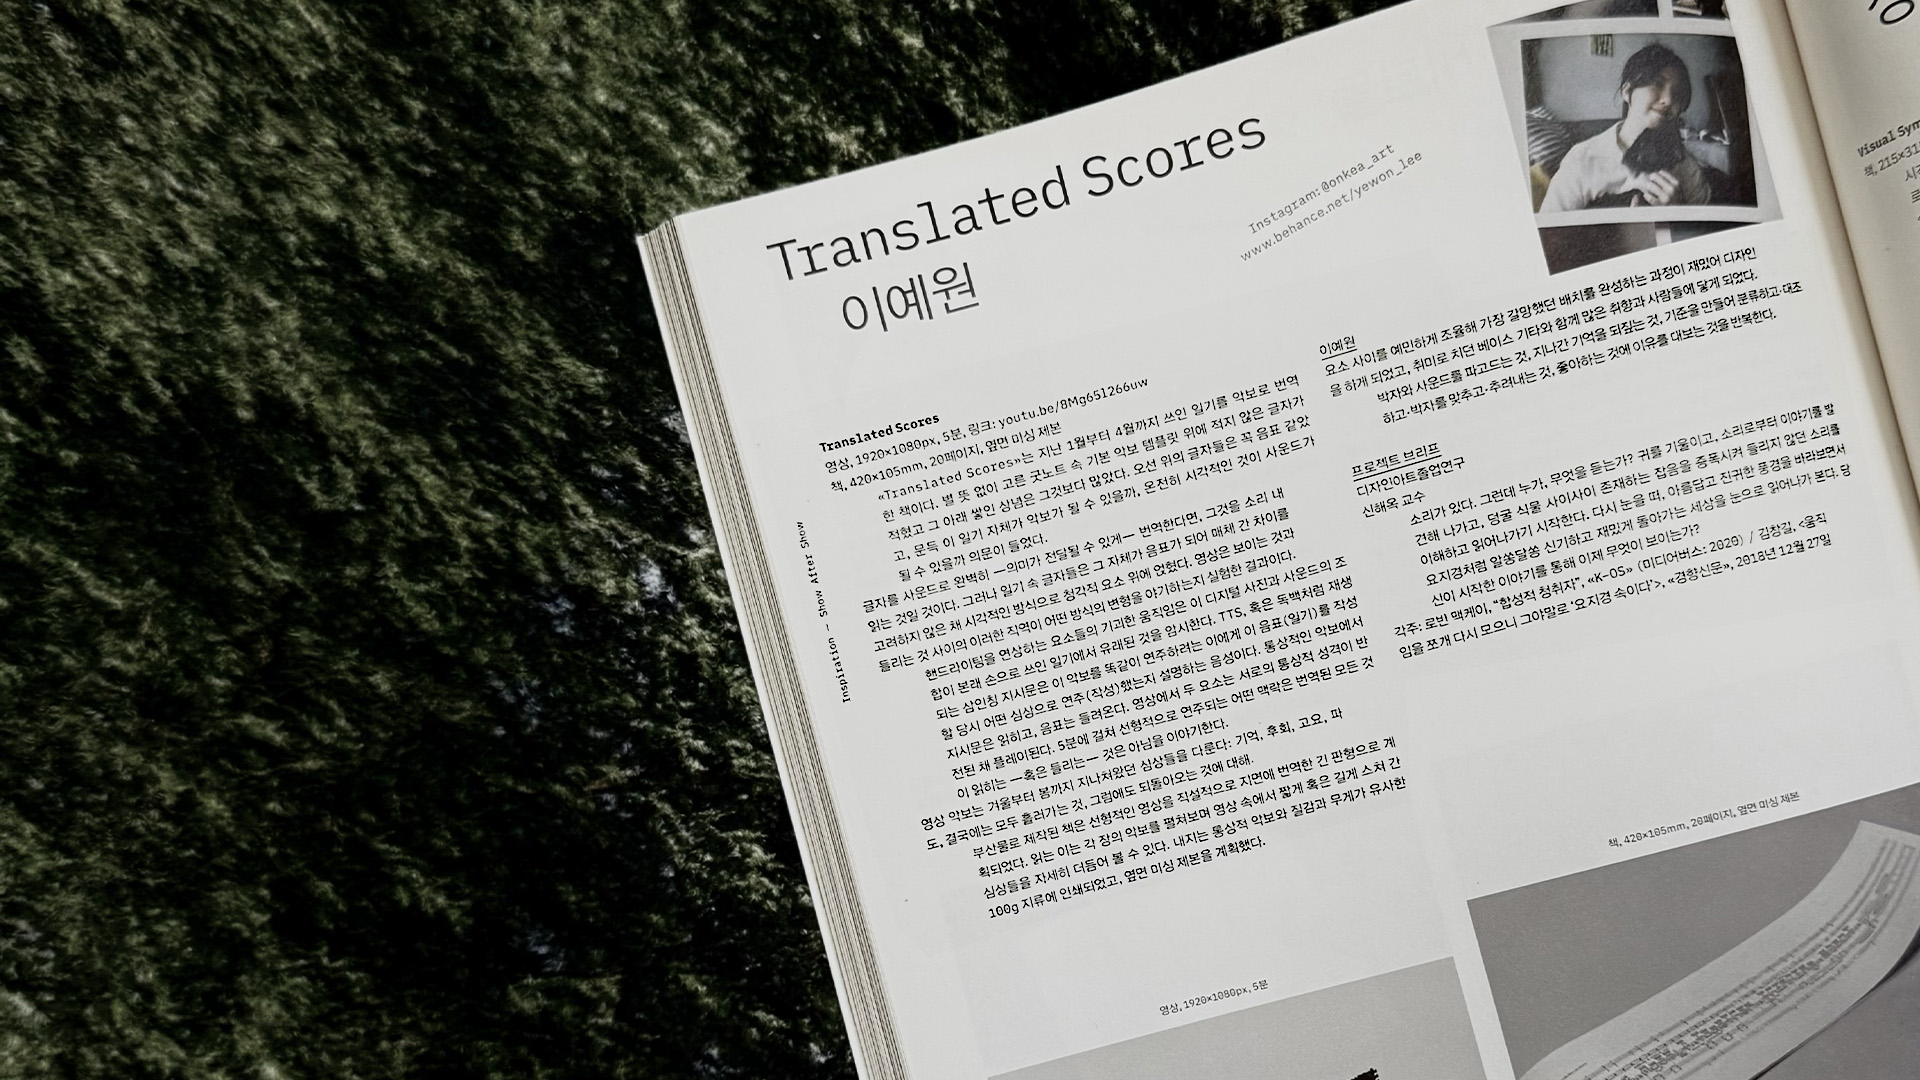 Translated Scores
이예원
Instagram: @onkea_art
www.behance.net/yewon_lee
Translated Scores
영상, 1920×1080px, 5분, 링크: youtu.be/8Mg651266uw
책, 420×105mm, 20페이지, 옆면 미싱 제본
«Translated Scores»는 지난 1월부터 4월까지 쓰인 일기를 악보로 번역
한 책이다. 별 뜻 없이 고른 굿노트 속 기본 악보 템플릿 위에 적지 않은 글자가
적혔고 그 아래 쌓인 상념은 그것보다 많았다. 오선 위의 글자들은 꼭 음표 같았
고, 문득 이 일기 자체가 악보가 될 수 있을까, 온전히 시각적인 것이 사운드가
될 수 있을까 의문이 들었다.
글자를 사운드로 완벽히 —의미가 전달될 수 있게— 번역한다면, 그것을 소리 내
읽는 것일 것이다. 그러나 일기 속 글자들은 그 자체가 음표가 되어 매체 간 차이를
고려하지 않은 채 시각적인 방식으로 청각적 요소 위에 얹혔다. 영상은 보이는 것과
들리는 것 사이의 이러한 직역이 어떤 방식의 변형을 야기하는지 실험한 결과이다.
핸드라이팅을 연상하는 요소들의 기괴한 움직임은 이 디지털 사진과 사운드의 조
합이 본래 손으로 쓰인 일기에서 유래된 것을 암시한다. TTS, 혹은 독백처럼 재생
되는 삼인칭 지시문은 이 악보를 똑같이 연주하려는 이에게 이 음표(일기)를 작성
할 당시 어떤 심상으로 연주(작성)했는지 설명하는 음성이다. 통상적인 악보에서
지시문은 읽히고, 음표는 들려온다. 영상에서 두 요소는 서로의 통상적 성격이 반
전된 채 플레이된다. 5분에 걸쳐 선형적으로 연주되는 어떤 맥락은 번역된 모든 것
이 읽히는 —혹은 들리는— 것은 아님을 이야기한다.
영상 악보는 겨울부터 봄까지 지나쳐왔던 심상들을 다룬다: 기억, 후회, 고요, 파
도, 결국에는 모두 흘러가는 것, 그럼에도 되돌아오는 것에 대해.
부산물로 제작된 책은 선형적인 영상을 직설적으로 지면에 번역한 긴 판형으로 계
획되었다. 읽는 이는 각 장의 악보를 펼쳐보며 영상 속에서 짧게 혹은 길게 스쳐 간
심상들을 자세히 더듬어 볼 수 있다. 내지는 통상적 악보와 질감과 무게가 유사한
100g 지류에 인쇄되었고, 옆면 미싱 제본을 계획했다.
Inspiration — Show After Show
영상, 1920×1080px, 5분
이예원
요소 사이를 예민하게 조율해 가장 갈망했던 배치를 완성하는 과정이 재밌어 디자인
을 하게 되었고, 취미로 치던 베이스 기타와 함께 많은 취향과 사람들에 닿게 되었다.
박자와 사운드를 파고드는 것, 지나간 기억을 되짚는 것, 기준을 만들어 분류하고·대조
하고·박자를 맞추고·추려내는 것, 좋아하는 것에 이유를 대보는 것을 반복한다.
프로젝트 브리프
디자인아트졸업연구
신해옥 교수
소리가 있다. 그런데 누가, 무엇을 듣는가? 귀를 기울이고, 소리로부터 이야기를 발
견해 나가고, 덩굴 식물 사이사이 존재하는 잡음을 증폭시켜 들리지 않던 소리를
이해하고 읽어나가기 시작한다. 다시 눈을 떠, 아름답고 진귀한 풍경을 바라보면서
요지경처럼 알쏭달쏭 신기하고 재밌게 돌아가는 세상을 눈으로 읽어나가 본다. 당
신이 시작한 이야기를 통해 이제 무엇이 보이는가?
각주: 로빈 맥케이, “합성적 청취자”, «K-OS» (미디어버스: 2020) / 김창길, <움직
임을 쪼개 다시 모으니 그야말로 ‘요지경 속이다’>, «경향신문», 2018년 12월 27일
책, 420×105mm, 20페이지, 옆면 미싱 제본
Visual Sym
책, 215×31